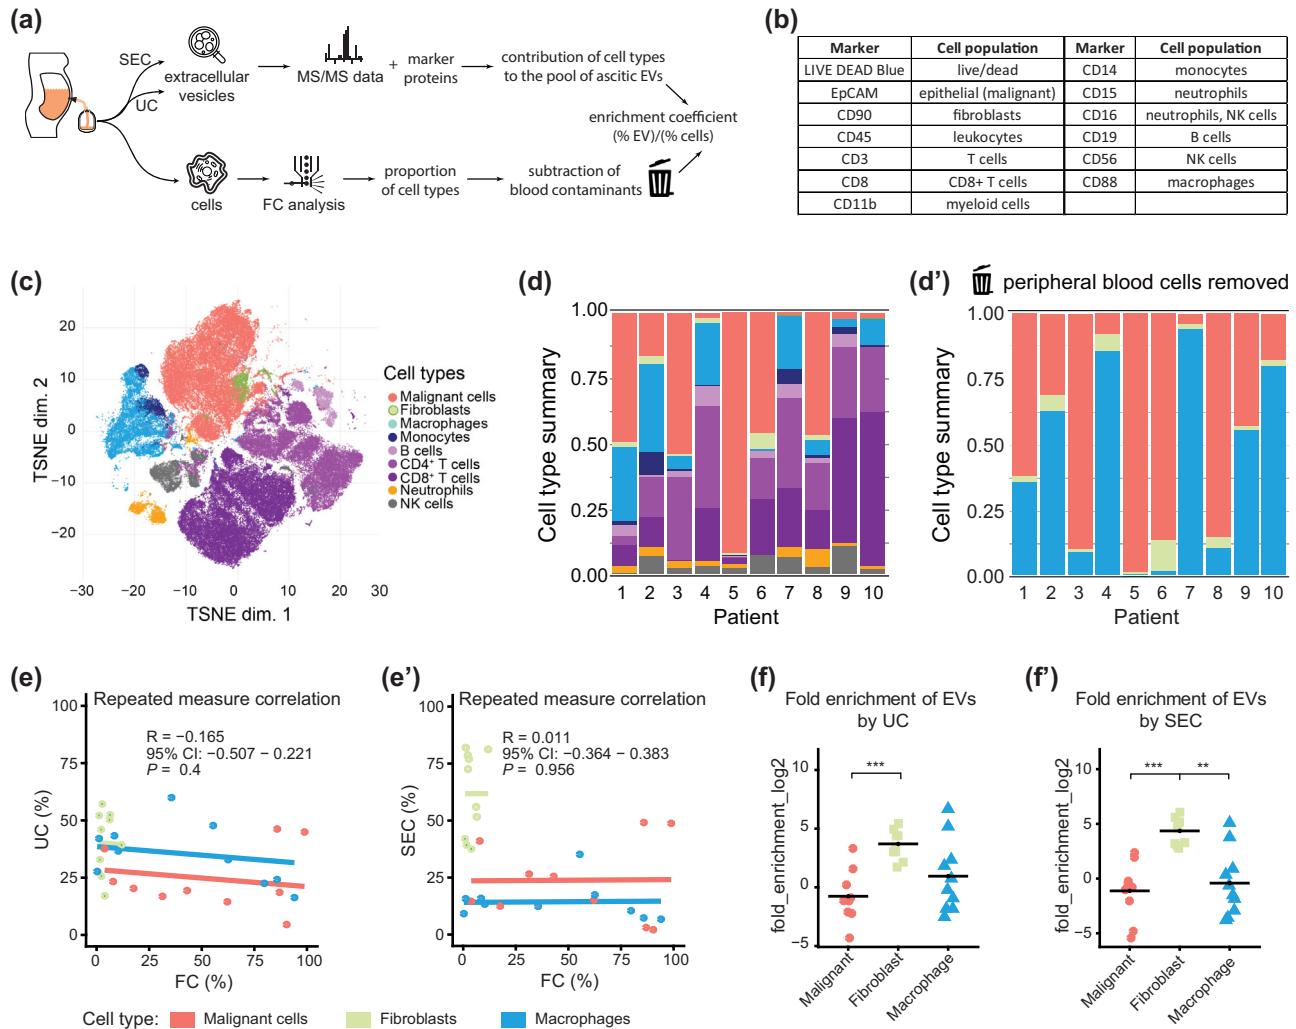 (a)
SEC
UC
extracellular
vesicles
MS/MS data
+
marker
proteins
contribution of cell types
to the pool of ascitic EVs
enrichment coefficient
(% EV)/(% cells)
cells
FC analysis
proportion
of cell types
subtraction of
blood contaminants
(b)
Marker Cell population Marker Cell population
LIVE DEAD Blue live/dead CD14 monocytes
EpCAM epithelial (malignant) CD15 neutrophils
CD90 fibroblasts CD16 neutrophils, NK cells
CD45 leukocytes CD19 B cells
CD3 T cells CD56 NK cells
CD8 CD8+ T cells CD88 macrophages
CD11b myeloid cells
(c)
TSNE dim. 2
20
10
0
−10
−20
−30 −20 −10 0 10 20 30
TSNE dim. 1
Cell types
Malignant cells
Fibroblasts
Macrophages
Monocytes
B cells
CD4+ T cells
CD8+ T cells
Neutrophils
NK cells
(d)
Cell type summary
1.00
0.75
0.50
0.25
0.00
1 2 3 4 5 6 7 8 9 10
Patient
(d')
peripheral blood cells removed
Cell type summary
1.00
0.75
0.50
0.25
0.00
1 2 3 4 5 6 7 8 9 10
Patient
(e)
Repeated measure correlation
R = −0.165
95% CI: −0.507 − 0.221
P = 0.4
UC (%)
100
75
50
25
0
0 25 50 75 100
FC (%)
(e')
Repeated measure correlation
R = 0.011
95% CI: −0.364 − 0.383
P = 0.956
SEC (%)
100
75
50
25
0
0 25 50 75 100
FC (%)
(f)
Fold enrichment of EVs
by UC
fold_enrichment_log2
10
5
0
−5
***
Malignant
Fibroblast
Macrophage
(f')
Fold enrichment of EVs
by SEC
fold_enrichment_log2
10
5
0
−5
*** **
Malignant
Fibroblast
Macrophage
Cell type: Malignant cells Fibroblasts Macrophages